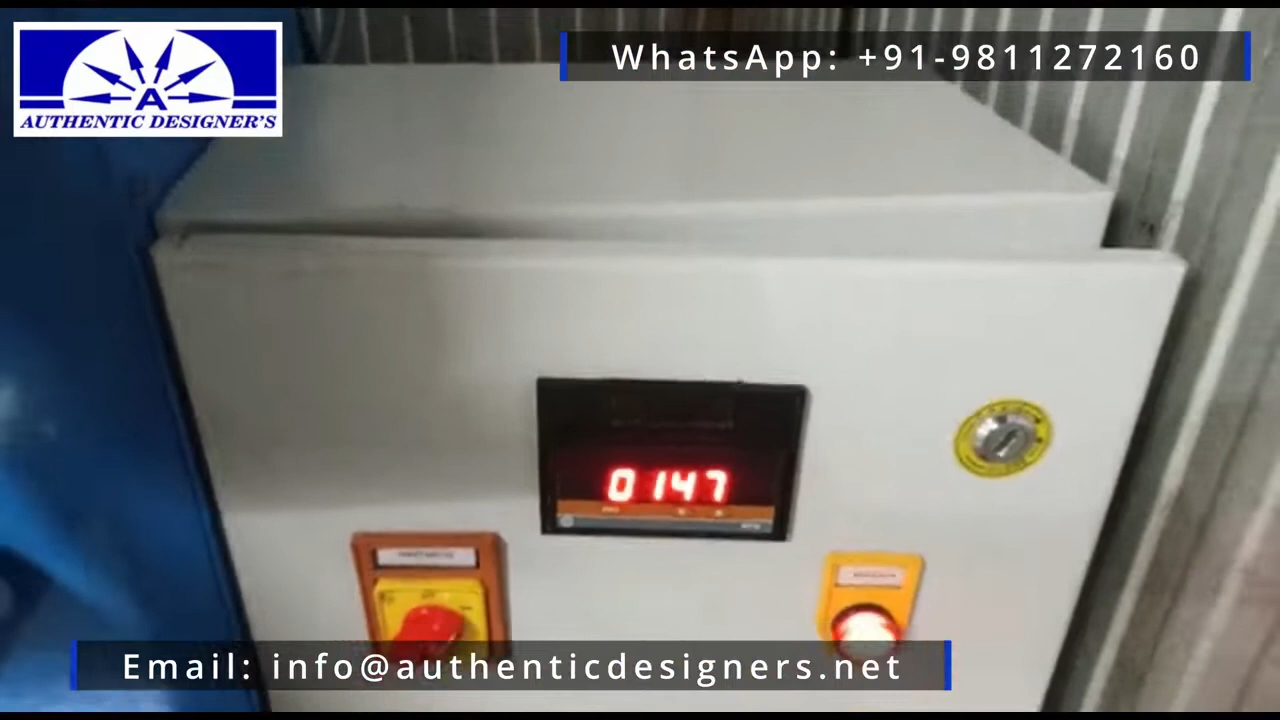 WhatsApp: +91-9811272160
A
AUTHENTIC DESIGNER'S
0147
Email: info@authenticdesigners.net